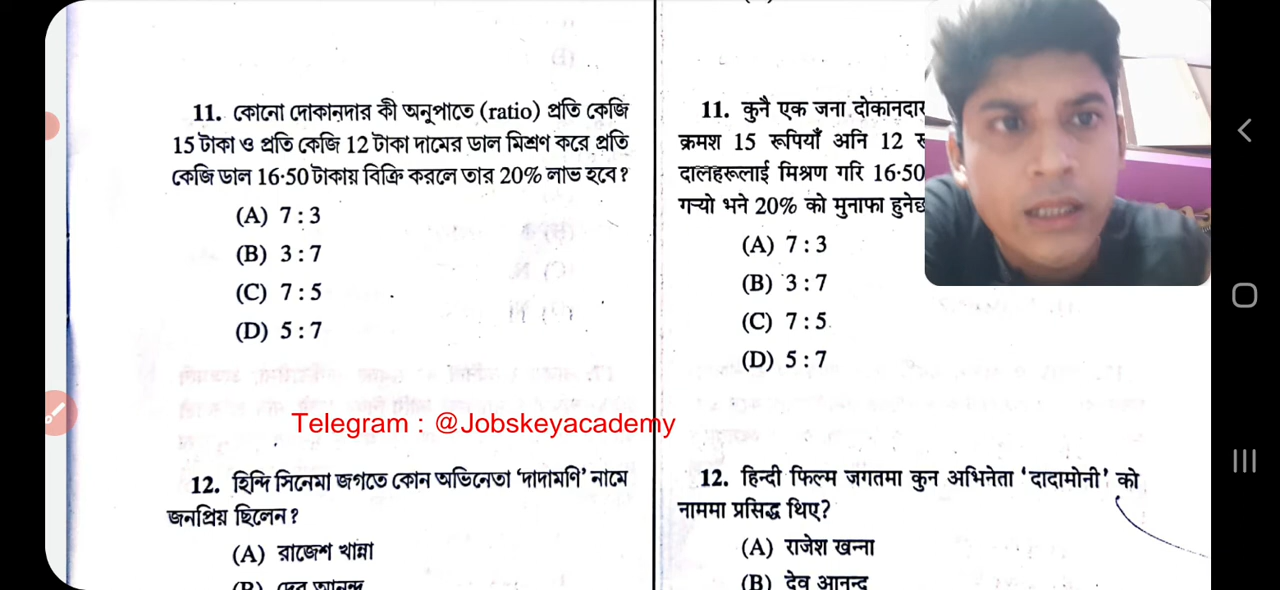 11. কোনো দোকানদার কী অনুপাতে (ratio) প্রতি কেজি
15 টাকা ও প্রতি কেজি 12 টাকা দামের ডাল মিশ্রণ করে প্রতি
কেজি ডাল 16·50 টাকায় বিক্রি করলে তার 20% লাভ হবে?
(A) 7 : 3
(B) 3 : 7
(C) 7 : 5
(D) 5 : 7
12. হিন্দি সিনেমা জগতে কোন অভিনেতা ‘দাদামণি’ নামে
জনপ্রিয় ছিলেন?
(A) রাজেশ খান্না
(B) দেব আনন্দ
11. कुनै एक जना दोकानदार
क्रमश 15 रूपियाँ अनि 12
दालहरूलाई मिश्रण गरि 16·50
गऱ्यो भने 20% को मुनाफा हुनेछ
(A) 7 : 3
(B) 3 : 7
(C) 7 : 5
(D) 5 : 7
12. हिन्दी फिल्म जगतमा कुन अभिनेता ‘दादामोनी’ को
नाममा प्रसिद्ध थिए?
(A) राजेश खन्ना
(B) देव आनन्द
Telegram : @Jobskeyacademy